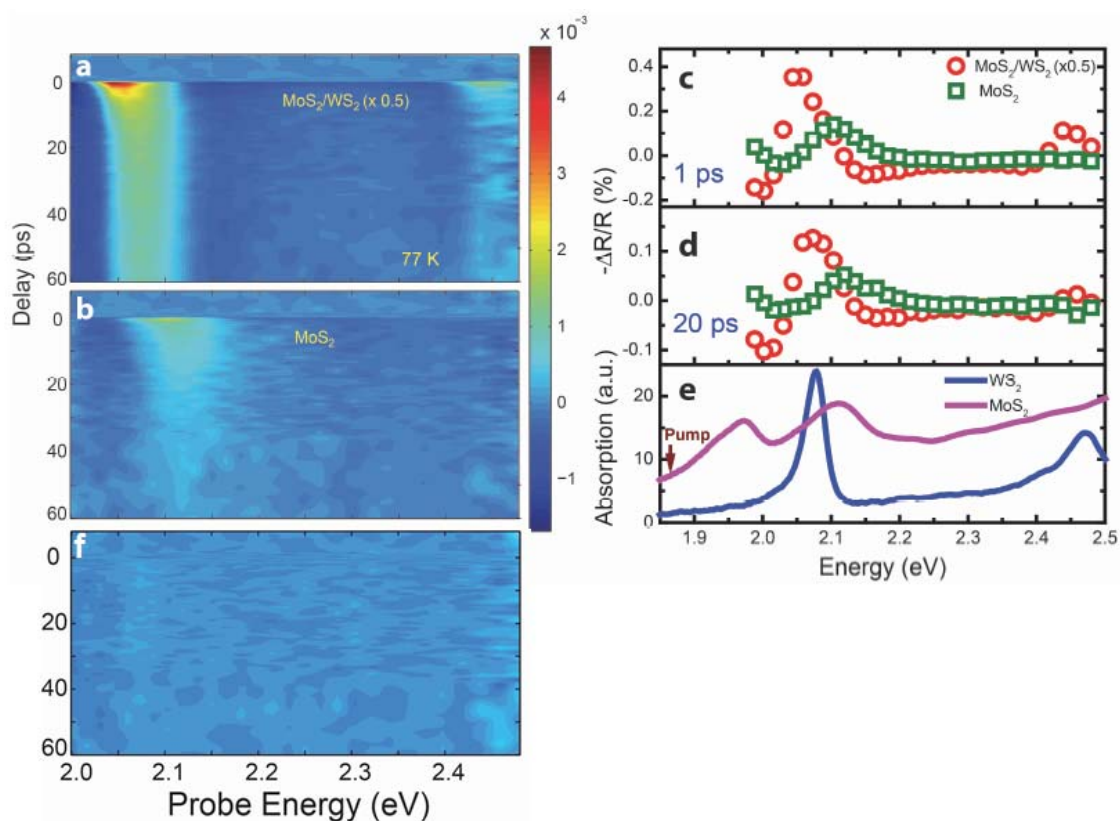 a
MoS₂/WS₂ (x 0.5)
77 K
0
20
40
60
x 10⁻³
4
3
2
1
0
−1
b
MoS₂
0
20
40
60
Delay (ps)
f
0
20
40
60
2.0
2.1
2.2
2.3
2.4
Probe Energy (eV)
c
MoS₂/WS₂ (x0.5)
MoS₂
1 ps
0.4
0.2
0.0
-0.2
d
20 ps
0.1
0.0
-0.1
-ΔR/R (%)
e
WS₂
MoS₂
Pump
20
10
0
Absorption (a.u.)
1.9
2.0
2.1
2.2
2.3
2.4
2.5
Energy (eV)